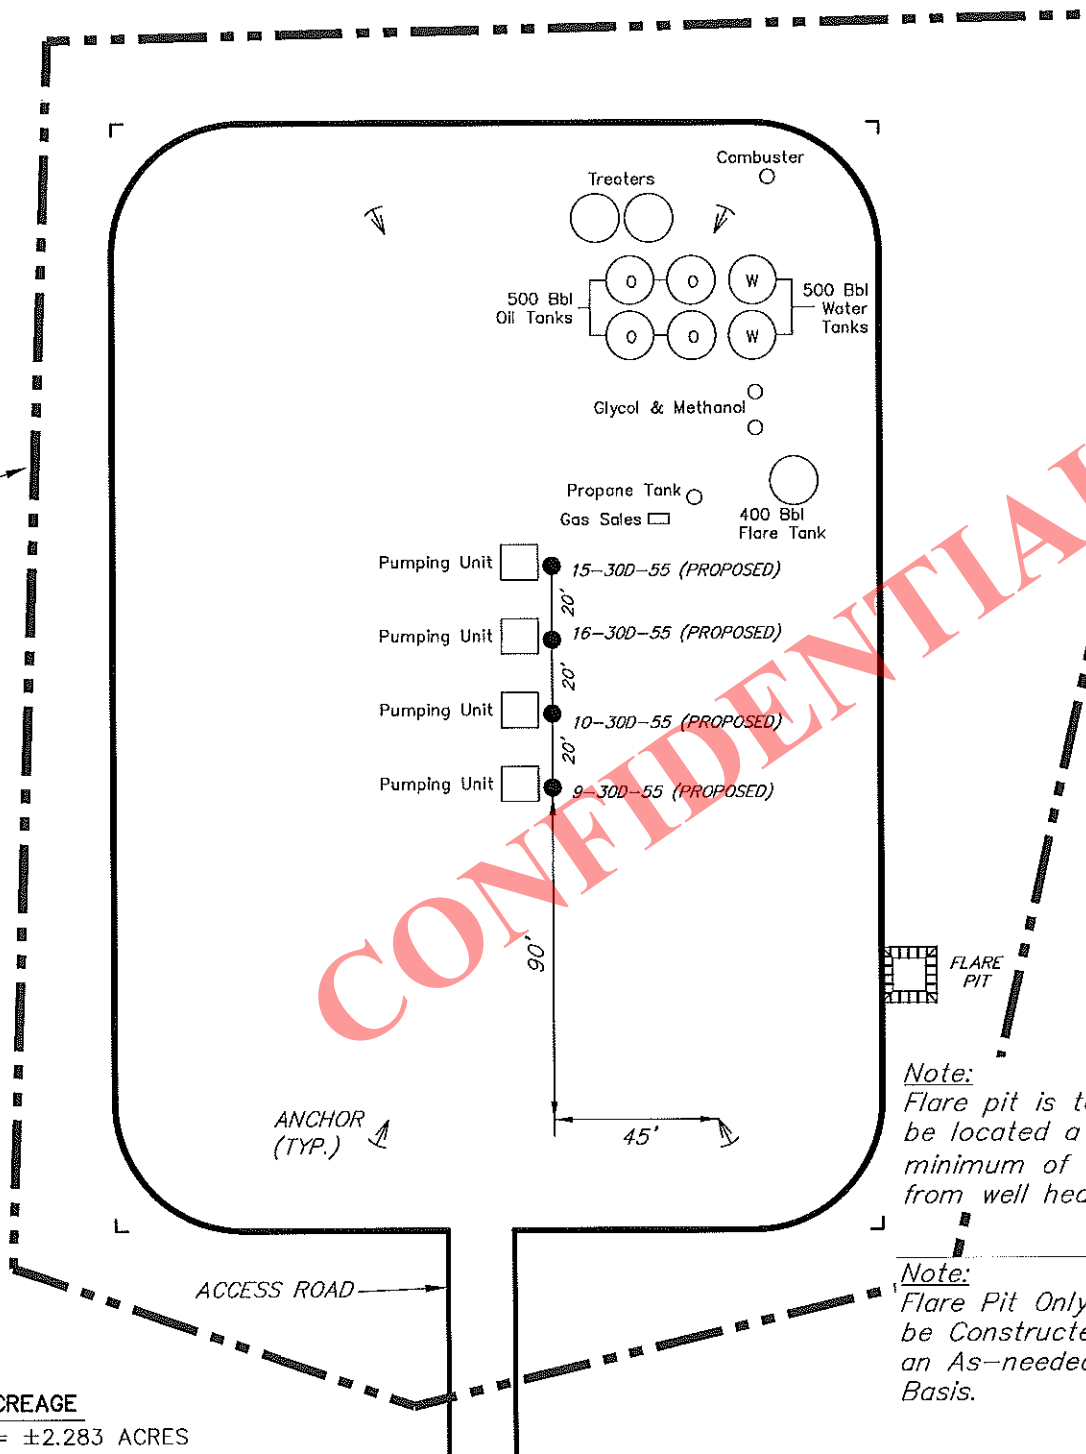 Combuster
Treaters
O O W
500 Bbl
Oil Tanks
500 Bbl
Water
Tanks
O O W
Glycol & Methanol
Propane Tank
Gas Sales
400 Bbl
Flare Tank
Pumping Unit
15-30D-55 (PROPOSED)
20'
Pumping Unit
16-30D-55 (PROPOSED)
20'
Pumping Unit
10-30D-55 (PROPOSED)
20'
Pumping Unit
9-30D-55 (PROPOSED)
CONFIDENTIAL
90'
FLARE
PIT
ANCHOR
(TYP.)
45'
Note:
Flare pit is t
be located a
minimum of
from well hea
ACCESS ROAD
Note:
Flare Pit Only
be Constructe
an As-needed
Basis.
CREAGE
= ±2.283 ACRES